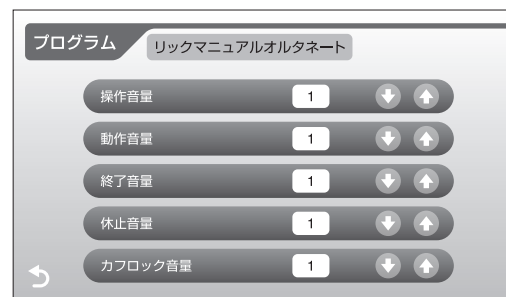 プログラム
リックマニュアルオルタネート
操作音量 1
動作音量 1
終了音量 1
休止音量 1
カフロック音量 1